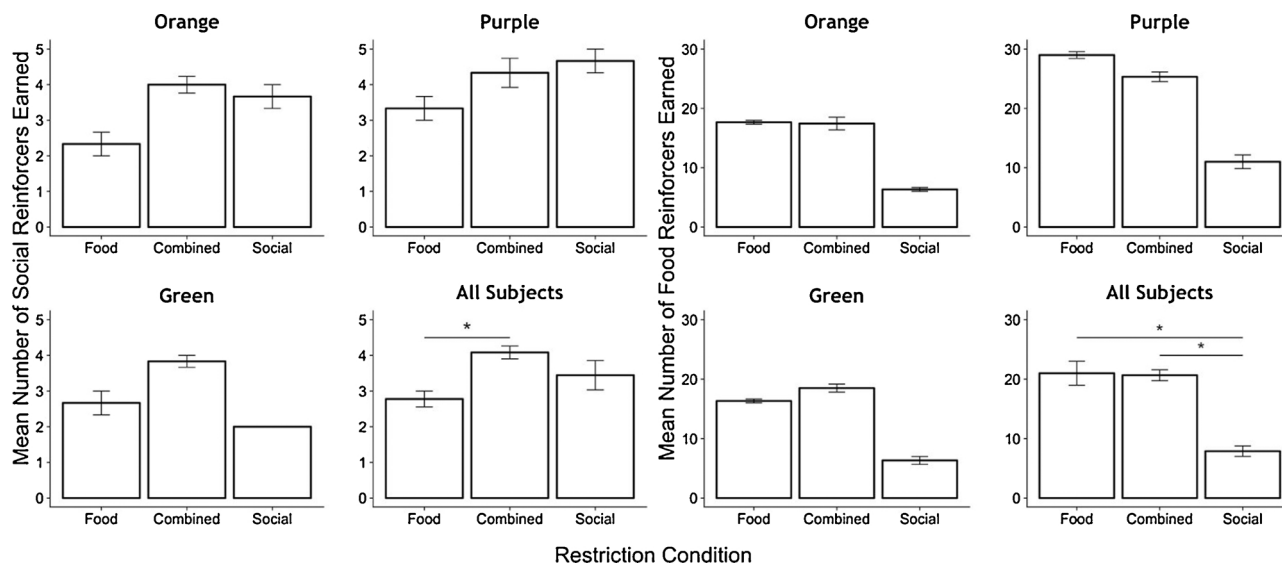 Orange
Purple
Orange
Purple
Mean Number of Social Reinforcers Earned
5
4
3
2
1
0
Food Combined Social
5
4
3
2
1
0
Food Combined Social
Mean Number of Food Reinforcers Earned
30
20
10
0
Food Combined Social
30
20
10
0
Food Combined Social
Green
All Subjects
Green
All Subjects
5
4
3
2
1
0
Food Combined Social
5
4
3
2
1
0
*
Food Combined Social
30
20
10
0
Food Combined Social
30
20
10
0
*
*
Food Combined Social
Restriction Condition